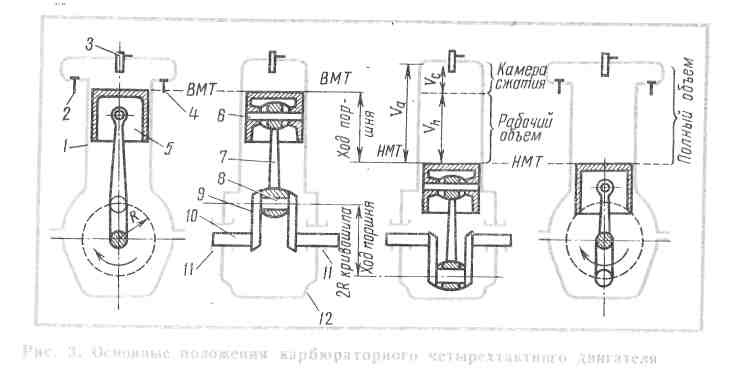 3
ВМТ
2
4
1
5
R
ВМТ
6
Ход пор-
шня
7
8
9
10
11
11
12
2R кривошипа
Ход поршня
Va
Vc
Vh
НМТ
Камера
сжатия
Рабочий
объем
НМТ
Полный объем
Рис. 3. Основные положения карбюраторного четырехтактного двигателя